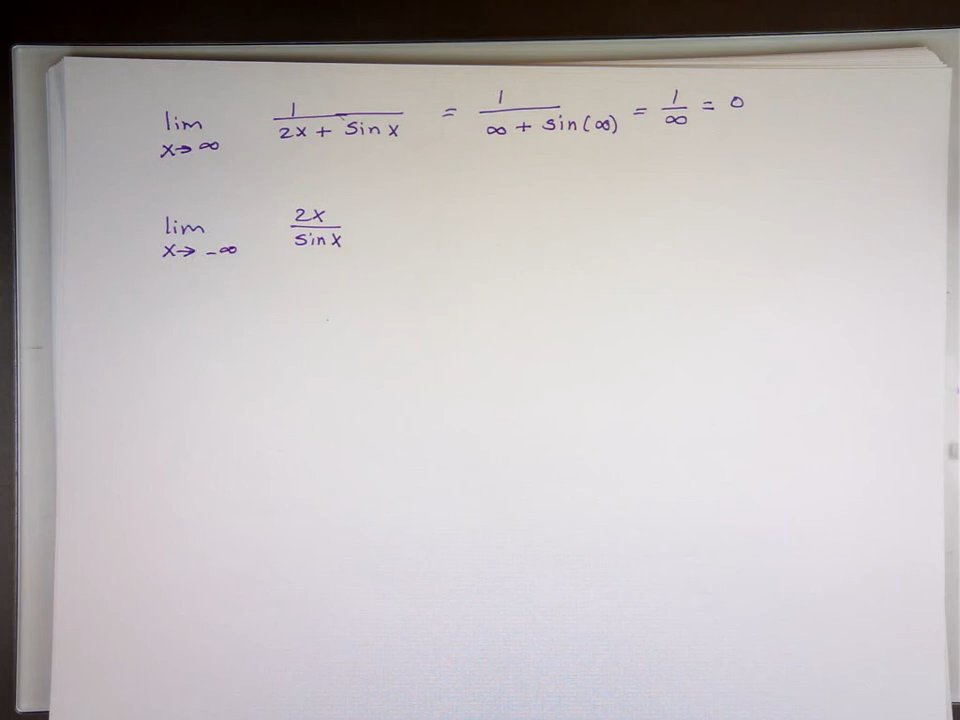 lim x→∞ 1/(2x + sin x) = 1/(∞ + sin(∞)) = 1/∞ = 0
lim x→ -∞ 2x/sin x